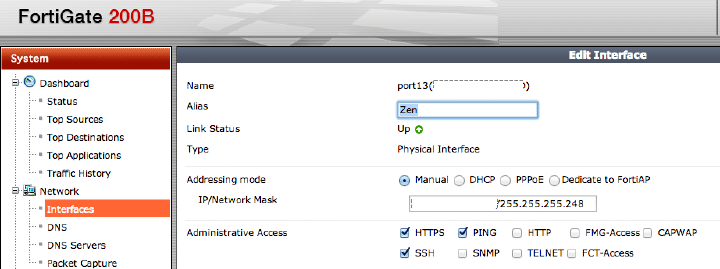 FortiGate 200B
System
Edit Interface
Dashboard
Status
Top Sources
Top Destinations
Top Applications
Traffic History
Network
Interfaces
DNS
DNS Servers
Packet Capture
Name port13(
Alias Zen
Link Status Up
Type Physical Interface
Addressing mode Manual DHCP PPPoE Dedicate to FortiAP
IP/Network Mask /255.255.255.248
Administrative Access HTTPS PING HTTP FMG-Access CAPWAP
SSH SNMP TELNET FCT-Access